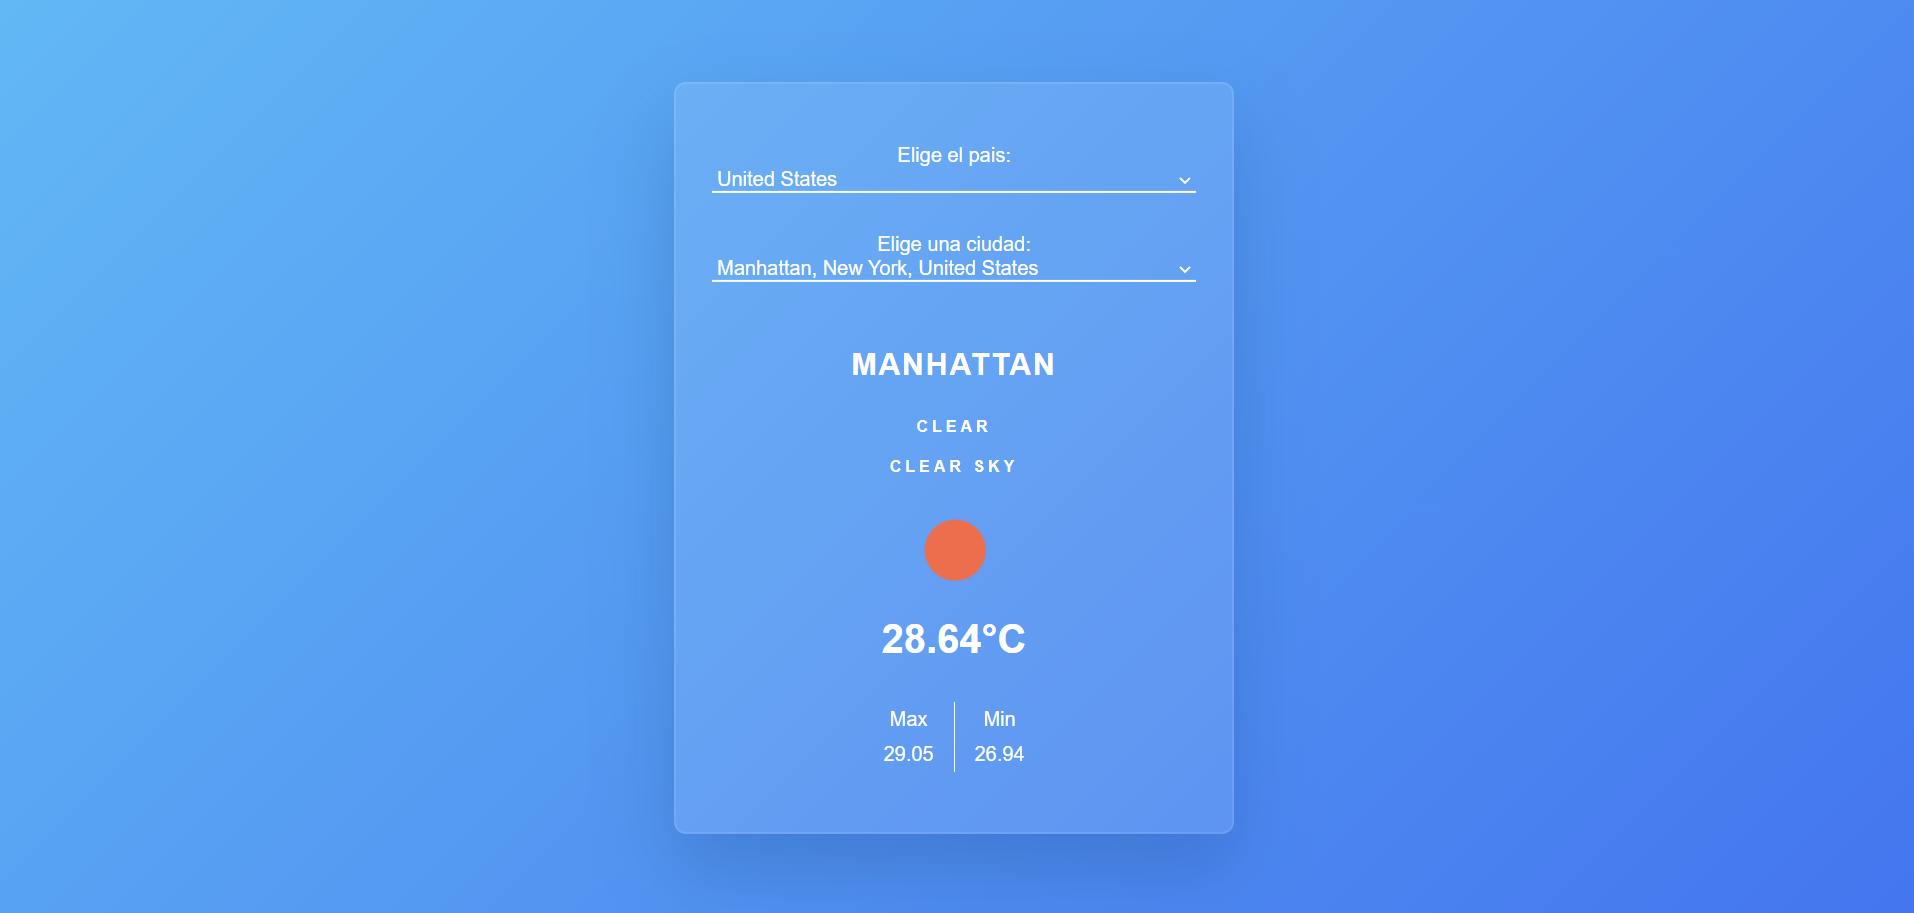 Elige el pais:
United States
Elige una ciudad:
Manhattan, New York, United States
MANHATTAN
CLEAR
CLEAR SKY
28.64°C
Max Min
29.05 26.94